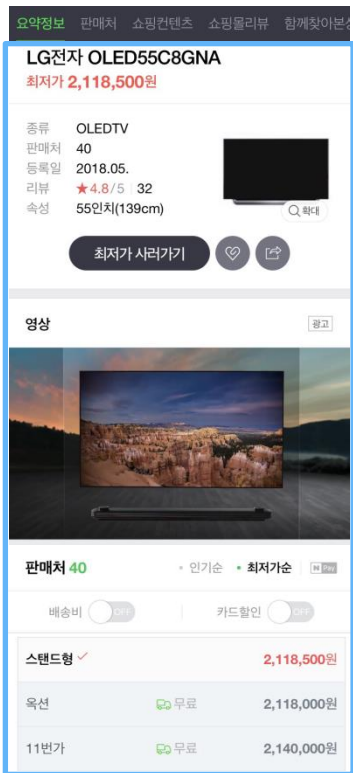 요약정보 판매처 쇼핑컨텐츠 쇼핑몰리뷰 함께찾아본상
LG전자 OLED55C8GNA
최저가 2,118,500원
종류 OLEDTV
판매처 40
등록일 2018.05.
리뷰 ★4.8/5 32
속성 55인치(139cm)
확대
최저가 사러가기
영상 광고
판매처 40 • 인기순 • 최저가순 N Pay
배송비 OFF 카드할인 OFF
스탠드형 ✓ 2,118,500원
옥션 무료 2,118,000원
11번가 무료 2,140,000원